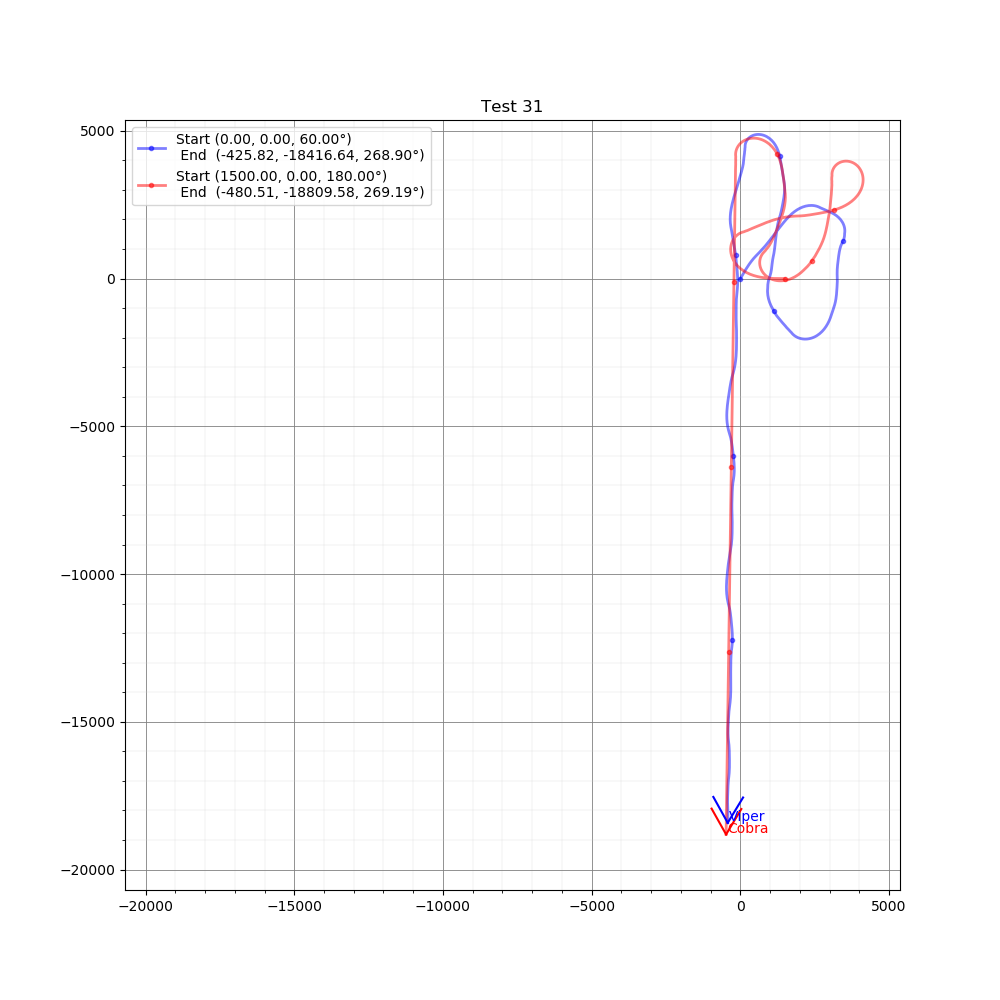 Test 31
Start (0.00, 0.00, 60.00°)
End (-425.82, -18416.64, 268.90°)
Start (1500.00, 0.00, 180.00°)
End (-480.51, -18809.58, 269.19°)
5000
0
−5000
−10000
−15000
−20000
Viper
Cobra
−20000
−15000
−10000
−5000
0
5000